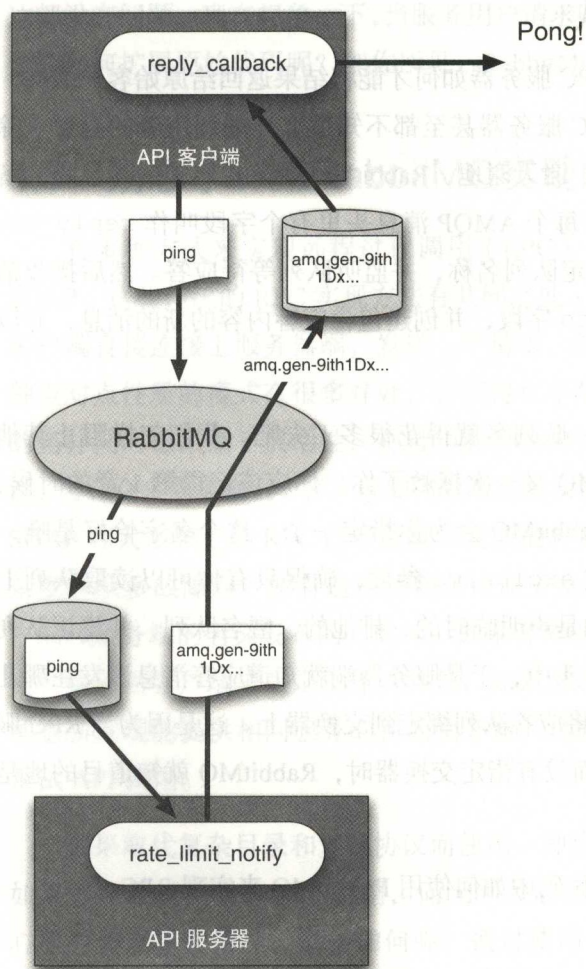 Pong!
reply_callback
API 客户端
ping
amq.gen-9ith
1Dx...
amq.gen-9ith1Dx...
RabbitMQ
ping
ping
amq.gen-9ith
1Dx...
rate_limit_notify
API 服务器